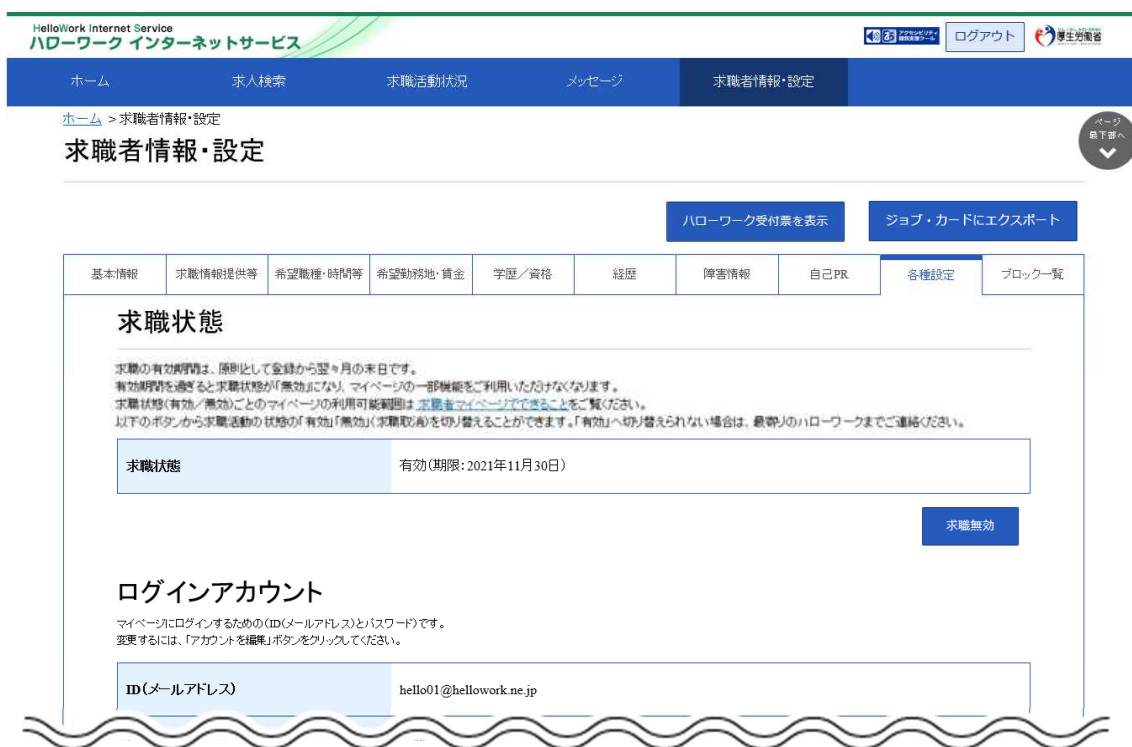 HelloWork Internet Service
ハローワーク インターネットサービス
ログアウト
厚生労働省
ホーム
求人検索
求職活動状況
メッセージ
求職者情報・設定
ホーム >求職者情報・設定
ページ
最下部へ
求職者情報・設定
ハローワーク受付票を表示
ジョブ・カードにエクスポート
基本情報
求職情報提供等
希望職種・時間等
希望勤務地・賃金
学歴／資格
経歴
障害情報
自己PR
各種設定
ブロック一覧
求職状態
求職の有効期間は、原則として登録から翌々月の末日です。
有効期間を過ぎると求職状態が「無効」になり、マイページの一部機能をご利用いただけなくなります。
求職状態(有効／無効)ごとのマイページの利用可能範囲は 求職者マイページでできることをご覧ください。
以下のボタンから求職活動の状態の「有効」「無効」(求職取消)を切り替えることができます。「有効」へ切り替えられない場合は、最寄りのハローワークまでご連絡ください。
求職状態
有効(期限：2021年11月30日)
求職無効
ログインアカウント
マイページにログインするための(ID(メールアドレス)とパスワード)です。
変更するには、「アカウントを編集」ボタンをクリックしてください。
ID(メールアドレス)
hello01@hellowork.ne.jp